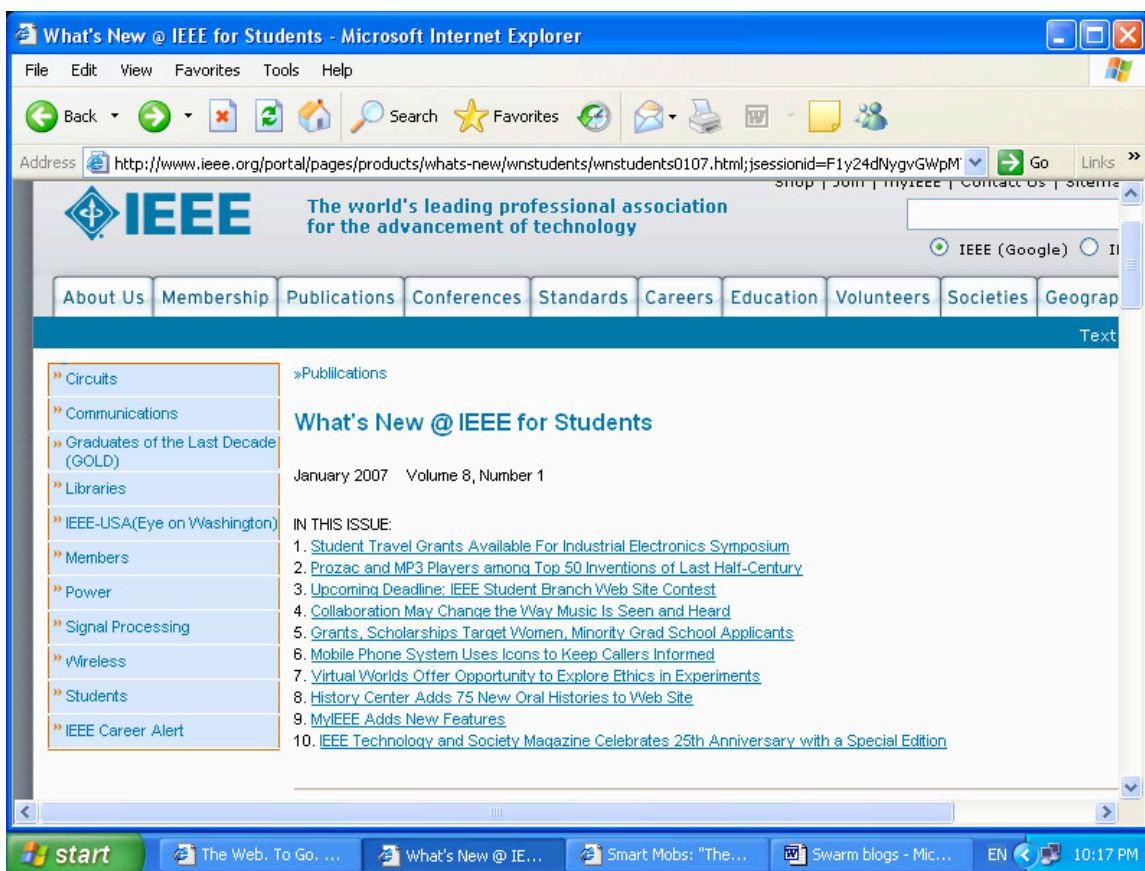 What's New @ IEEE for Students - Microsoft Internet Explorer
File Edit View Favorites Tools Help
Back Search Favorites
Address http://www.ieee.org/portal/pages/products/whats-new/wnstudents/wnstudents0107.html;jsessionid=F1y24dNygvGWpM Go Links »
Shop | Join | myIEEE | Contact Us | Sitema
IEEE The world's leading professional association
for the advancement of technology
IEEE (Google)
About Us Membership Publications Conferences Standards Careers Education Volunteers Societies Geograp
Text
» Circuits
» Communications
» Graduates of the Last Decade
(GOLD)
» Libraries
» IEEE-USA(Eye on Washington)
» Members
» Power
» Signal Processing
» Wireless
» Students
» IEEE Career Alert
»Publilcations
What's New @ IEEE for Students
January 2007 Volume 8, Number 1
IN THIS ISSUE:
1. Student Travel Grants Available For Industrial Electronics Symposium
2. Prozac and MP3 Players among Top 50 Inventions of Last Half-Century
3. Upcoming Deadline: IEEE Student Branch Web Site Contest
4. Collaboration May Change the Way Music Is Seen and Heard
5. Grants, Scholarships Target Women, Minority Grad School Applicants
6. Mobile Phone System Uses Icons to Keep Callers Informed
7. Virtual Worlds Offer Opportunity to Explore Ethics in Experiments
8. History Center Adds 75 New Oral Histories to Web Site
9. MyIEEE Adds New Features
10. IEEE Technology and Society Magazine Celebrates 25th Anniversary with a Special Edition
start The Web. To Go. ... What's New @ IE... Smart Mobs: "The... Swarm blogs - Mic... EN 10:17 PM